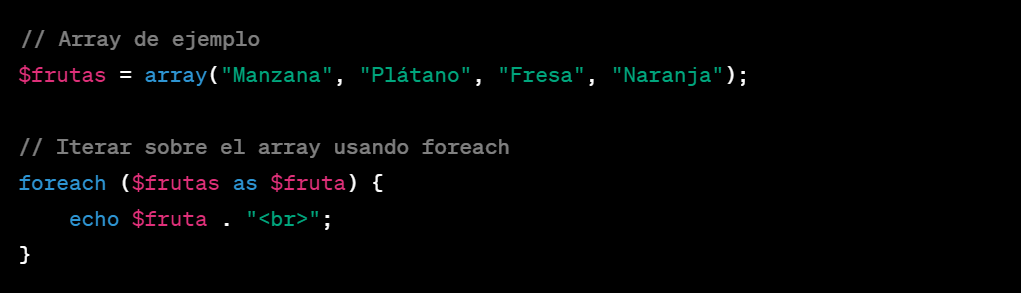 // Array de ejemplo
$frutas = array("Manzana", "Plátano", "Fresa", "Naranja");
// Iterar sobre el array usando foreach
foreach ($frutas as $fruta) {
    echo $fruta . "<br>";
}